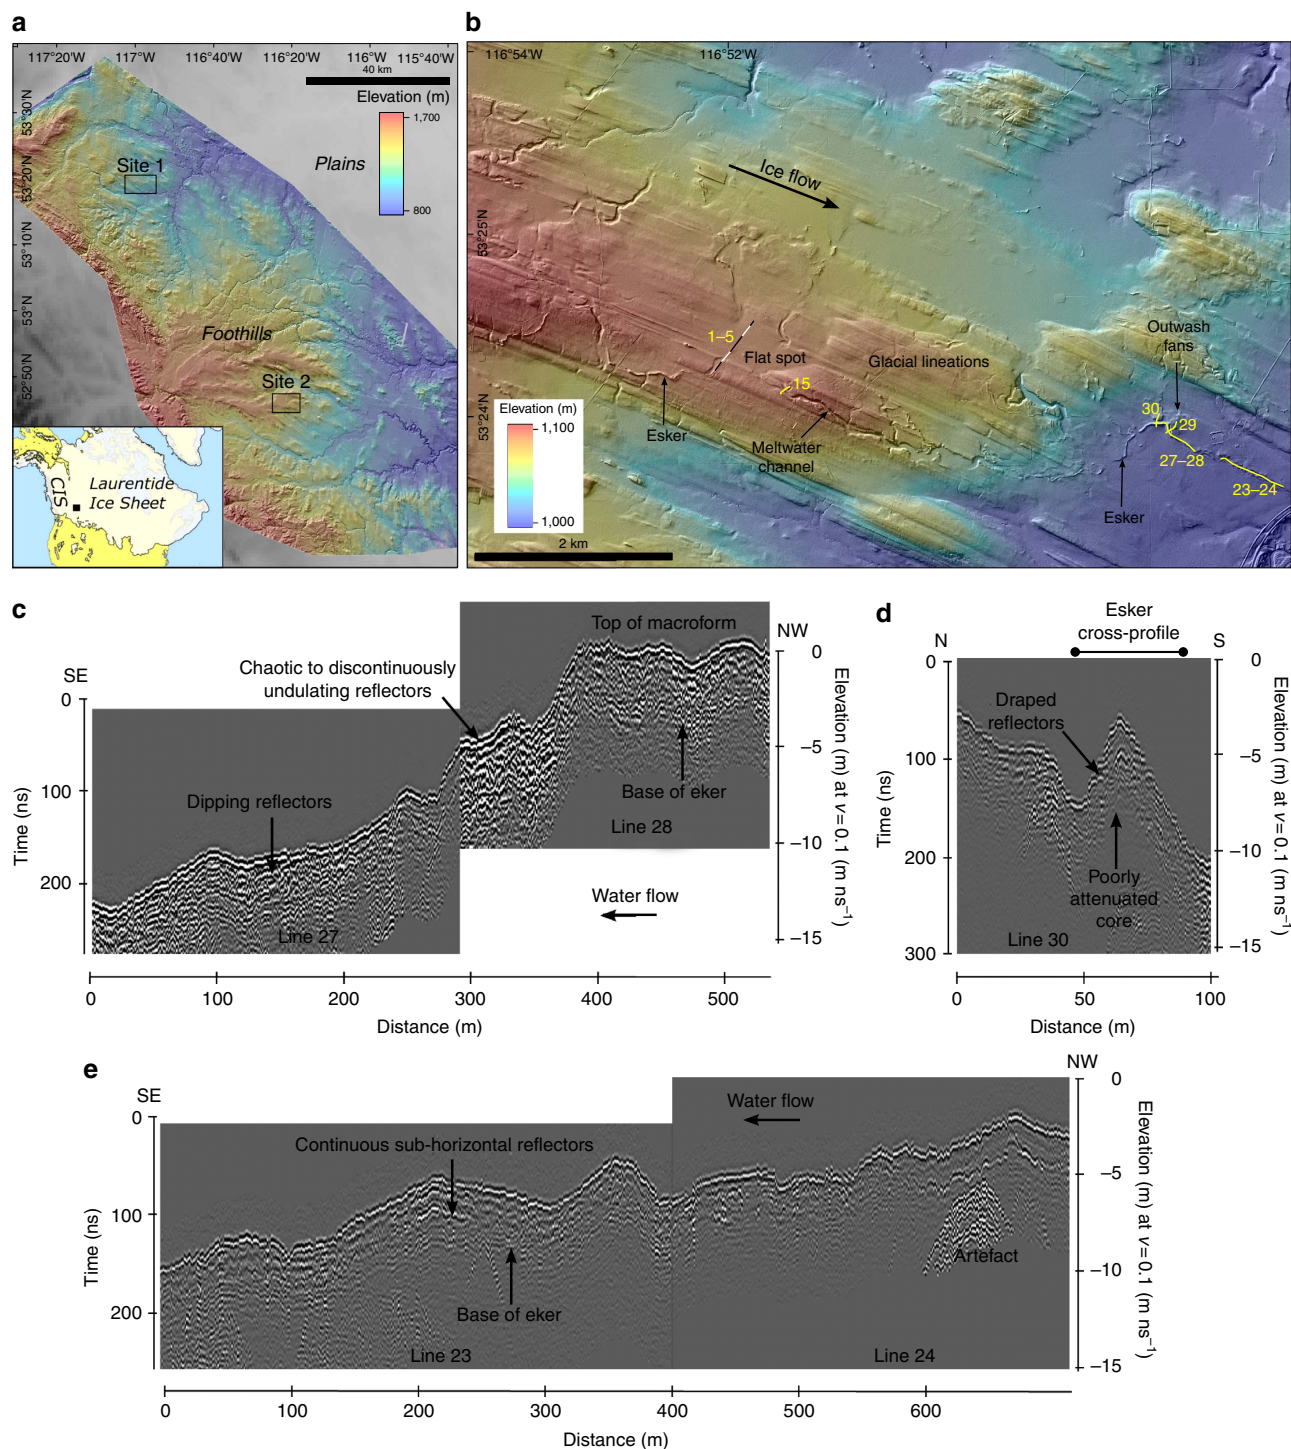 a
117°20'W 117°W 116°40'W 116°20'W 115°40'W
40 km
Elevation (m)
1,700
800
Plains
53°30'N
53°20'N
53°10'N
53°N
52°50'N
Site 1
Foothills
Site 2
CIS
Laurentide
Ice Sheet
b
116°54'W 116°52'W
53°25'N
53°24'N
Ice flow
1–5
Flat spot
15
Glacial lineations
Outwash
fans
30
29
27–28
23–24
Esker
Meltwater
channel
Esker
Elevation (m)
1,100
1,000
2 km
c
SE
NW
Top of macroform
Chaotic to discontinuously
undulating reflectors
Dipping reflectors
Base of eker
Line 28
Line 27
Water flow
Time (ns)
0
100
200
Elevation (m) at v=0.1 (m ns⁻¹)
0
−5
−10
−15
0 100 200 300 400 500
Distance (m)
d
Esker
cross-profile
N
S
Draped
reflectors
Poorly
attenuated
core
Line 30
Time (ns)
0
100
200
300
Elevation (m) at v=0.1 (m ns⁻¹)
0
−5
−10
−15
0 50 100
Distance (m)
e
SE
NW
Water flow
Continuous sub-horizontal reflectors
Base of eker
Artefact
Line 23
Line 24
Time (ns)
0
100
200
Elevation (m) at v=0.1 (m ns⁻¹)
0
−5
−10
−15
0 100 200 300 400 500 600
Distance (m)